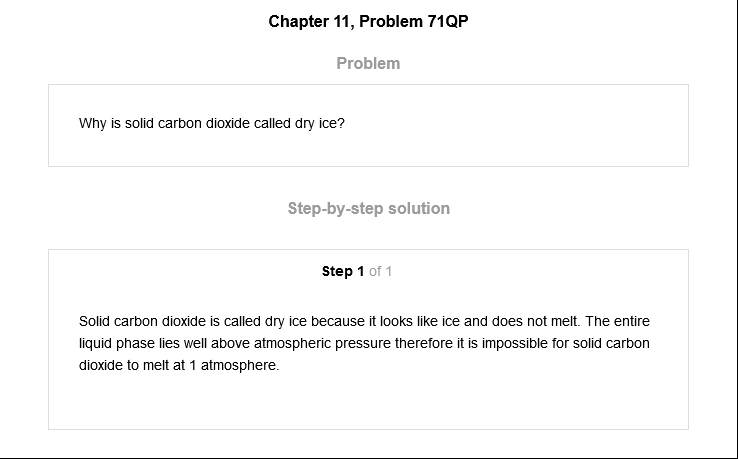 Chapter 11, Problem 71QP
Problem
Why is solid carbon dioxide called dry ice?
Step-by-step solution
Step 1 of 1
Solid carbon dioxide is called dry ice because it looks like ice and does not melt. The entire
liquid phase lies well above atmospheric pressure therefore it is impossible for solid carbon
dioxide to melt at 1 atmosphere.